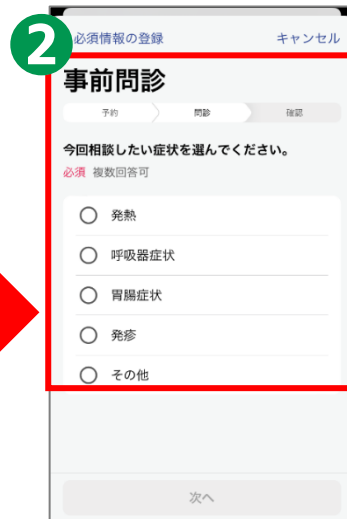 2
必須情報の登録 キャンセル
事前問診
予約 問診 確認
今回相談したい症状を選んでください。
必須 複数回答可
発熱
呼吸器症状
胃腸症状
発疹
その他
次へ